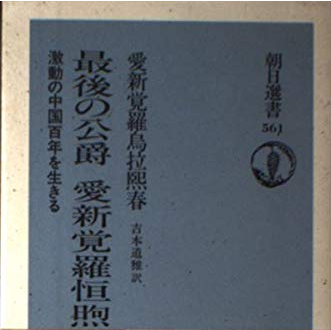 朝日選書
561
愛新覚羅烏拉熙春
吉本道雅訳
最後の公爵 愛新覚羅恒煦
激動の中国百年を生きる